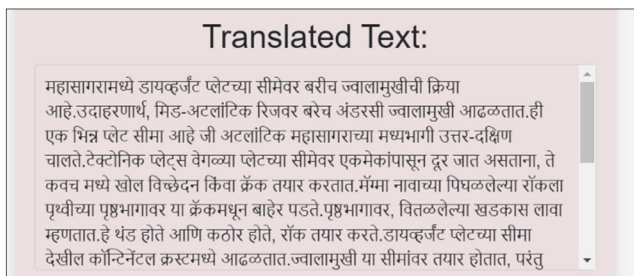 Translated Text:
महासागरामध्ये डायव्हर्जंट प्लेटच्या सीमेवर बरीच ज्वालामुखीची क्रिया
आहे.उदाहरणार्थ, मिड-अटलांटिक रिजवर बरेच अंडरसी ज्वालामुखी आढळतात.ही
एक भिन्न प्लेट सीमा आहे जी अटलांटिक महासागराच्या मध्यभागी उत्तर-दक्षिण
चालते.टेक्टोनिक प्लेट्स वेगळ्या प्लेटच्या सीमेवर एकमेकांपासून दूर जात असताना, ते
कवच मध्ये खोल विच्छेदन किंवा क्रॅक तयार करतात.मॅग्मा नावाच्या पिघळलेल्या रॉकला
पृथ्वीच्या पृष्ठभागावर या क्रॅकमधून बाहेर पडते.पृष्ठभागावर, वितळलेल्या खडकास लावा
म्हणतात.हे थंड होते आणि कठोर होते, रॉक तयार करते.डायव्हर्जंट प्लेटच्या सीमा
देखील कॉन्टिनेंटल क्रस्टमध्ये आढळतात.ज्वालामुखी या सीमांवर तयार होतात, परंतु